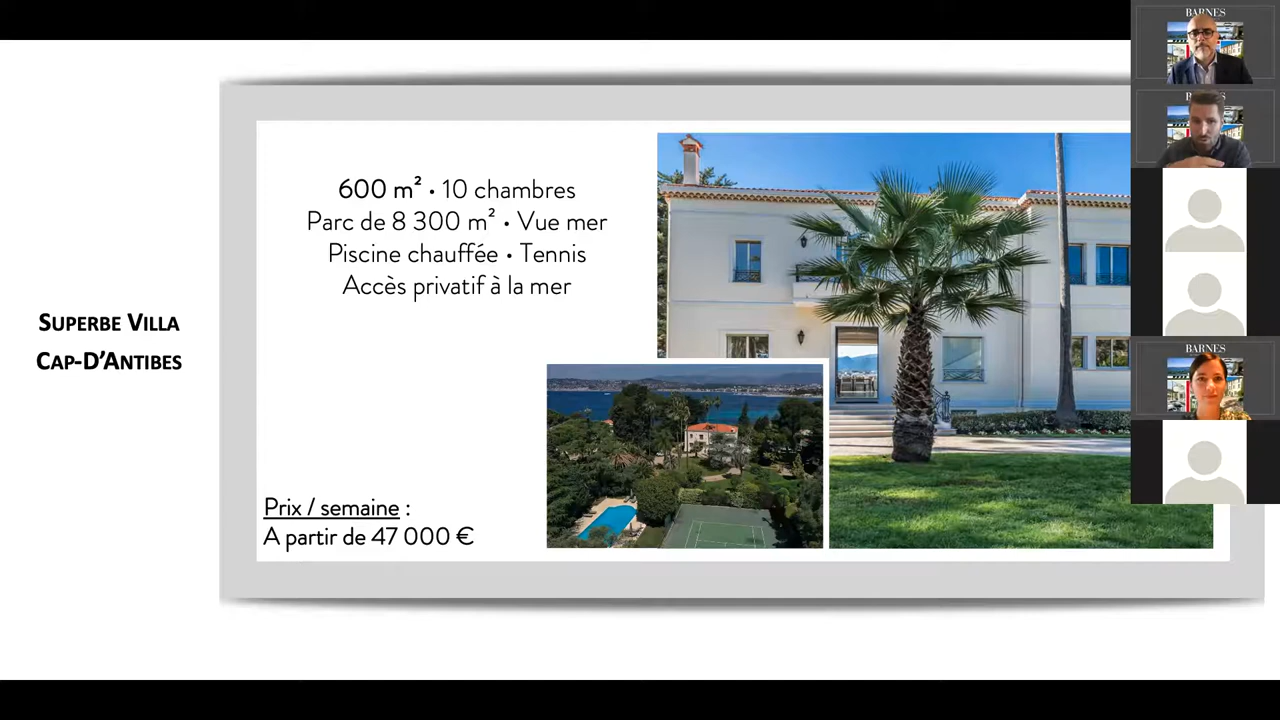 SUPERBE VILLA
CAP-D'ANTIBES
600 m² • 10 chambres
Parc de 8 300 m² • Vue mer
Piscine chauffée • Tennis
Accès privatif à la mer
Prix / semaine :
A partir de 47 000 €
BARNES
BARNES
BARNES